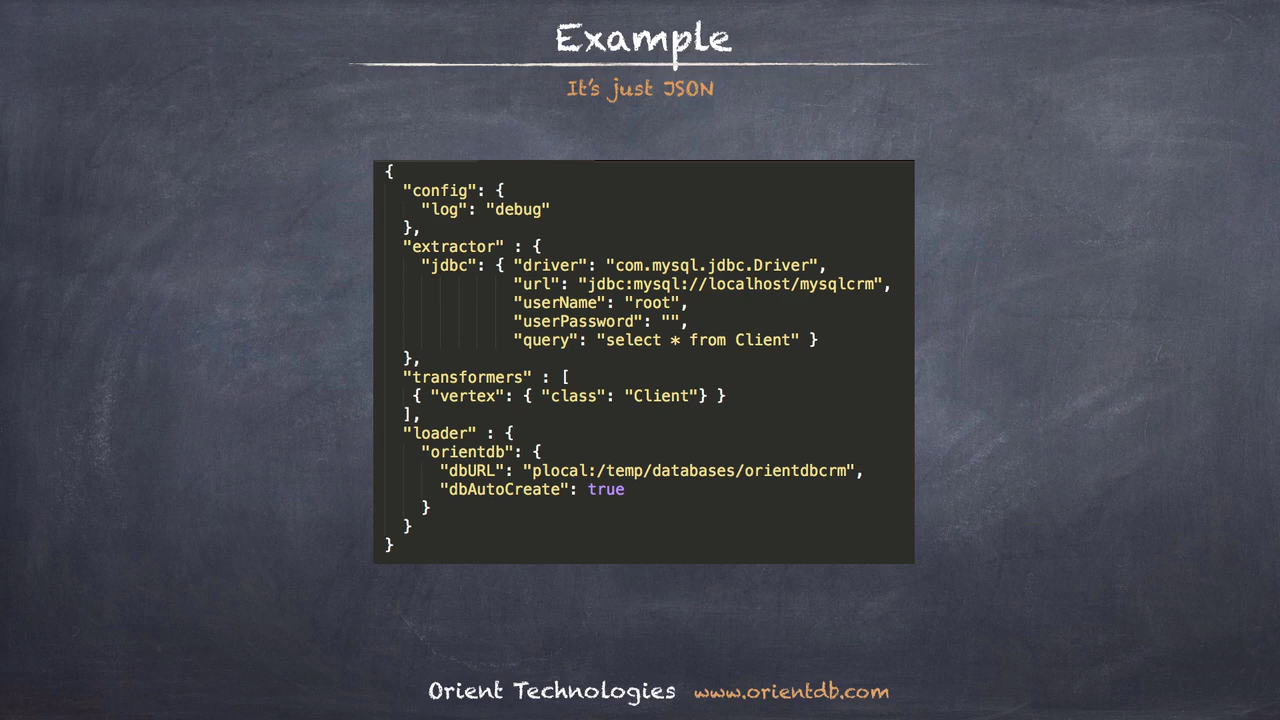 Example
It's just JSON
{
"config": {
"log": "debug"
},
"extractor" : {
"jdbc": { "driver": "com.mysql.jdbc.Driver",
"url": "jdbc:mysql://localhost/mysqlcrm",
"userName": "root",
"userPassword": "",
"query": "select * from Client" }
},
"transformers" : [
{ "vertex": { "class": "Client"} }
],
"loader" : {
"orientdb": {
"dbURL": "plocal:/temp/databases/orientdbcrm",
"dbAutoCreate": true
}
}
}
Orient Technologies www.orientdb.com